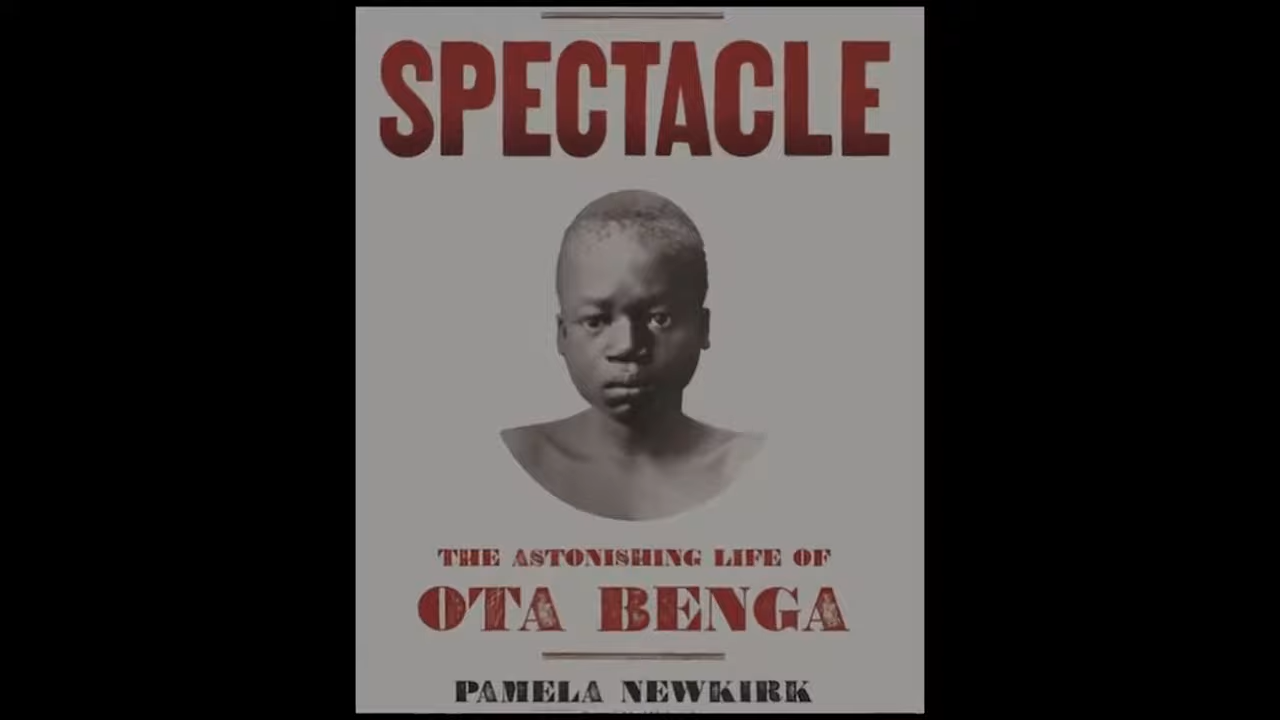 SPECTACLE
THE ASTONISHING LIFE OF
OTA BENGA
PAMELA NEWKIRK